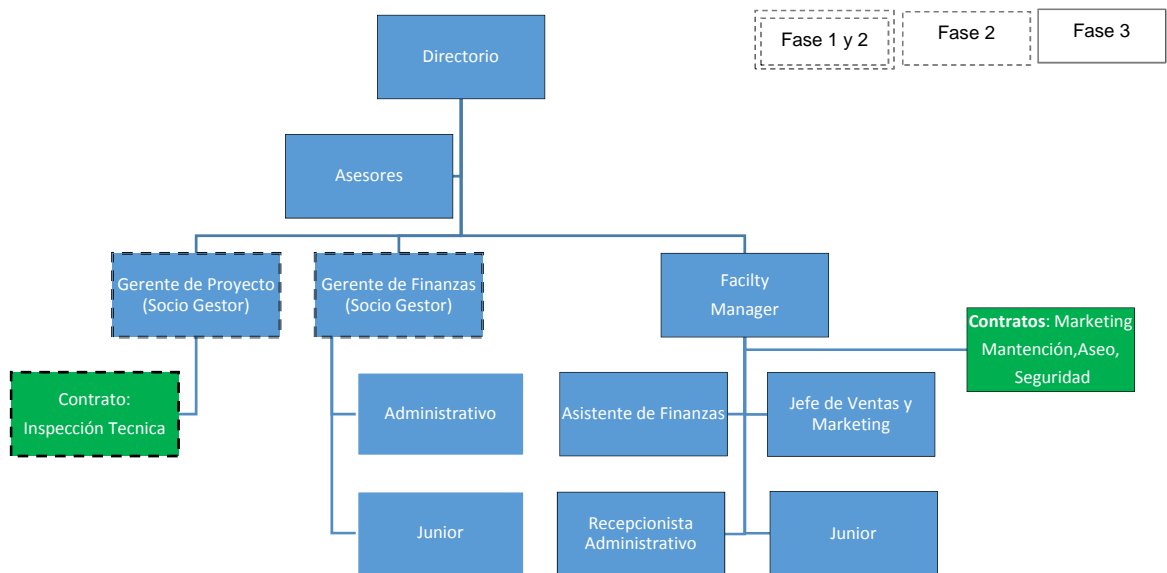 Fase 1 y 2
Fase 2
Fase 3
Directorio
Asesores
Gerente de Proyecto
(Socio Gestor)
Gerente de Finanzas
(Socio Gestor)
Facilty
Manager
Contratos: Marketing
Mantención,Aseo,
Seguridad
Contrato:
Inspección Tecnica
Administrativo
Asistente de Finanzas
Jefe de Ventas y
Marketing
Junior
Recepcionista
Administrativo
Junior